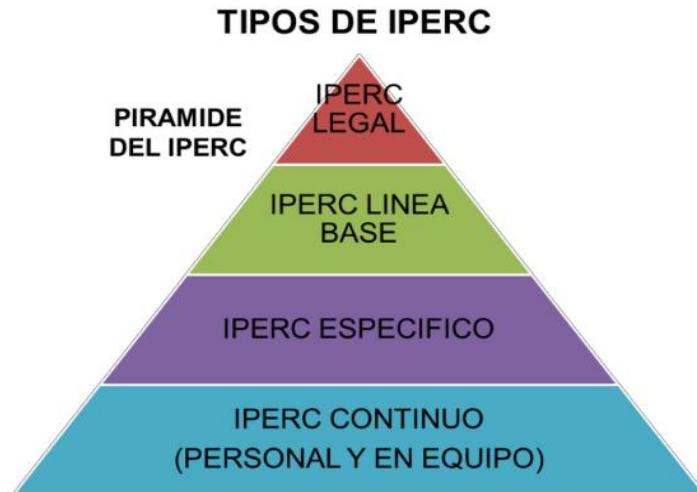 TIPOS DE IPERC
PIRAMIDE
DEL IPERC
IPERC
LEGAL
IPERC LINEA
BASE
IPERC ESPECIFICO
IPERC CONTINUO
(PERSONAL Y EN EQUIPO)